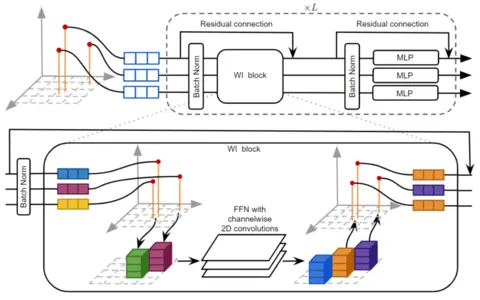 ×L
Residual connection
Residual connection
Batch Norm
WI block
Batch Norm
MLP
MLP
MLP
WI block
Batch Norm
FFN with
channelwise
2D convolutions